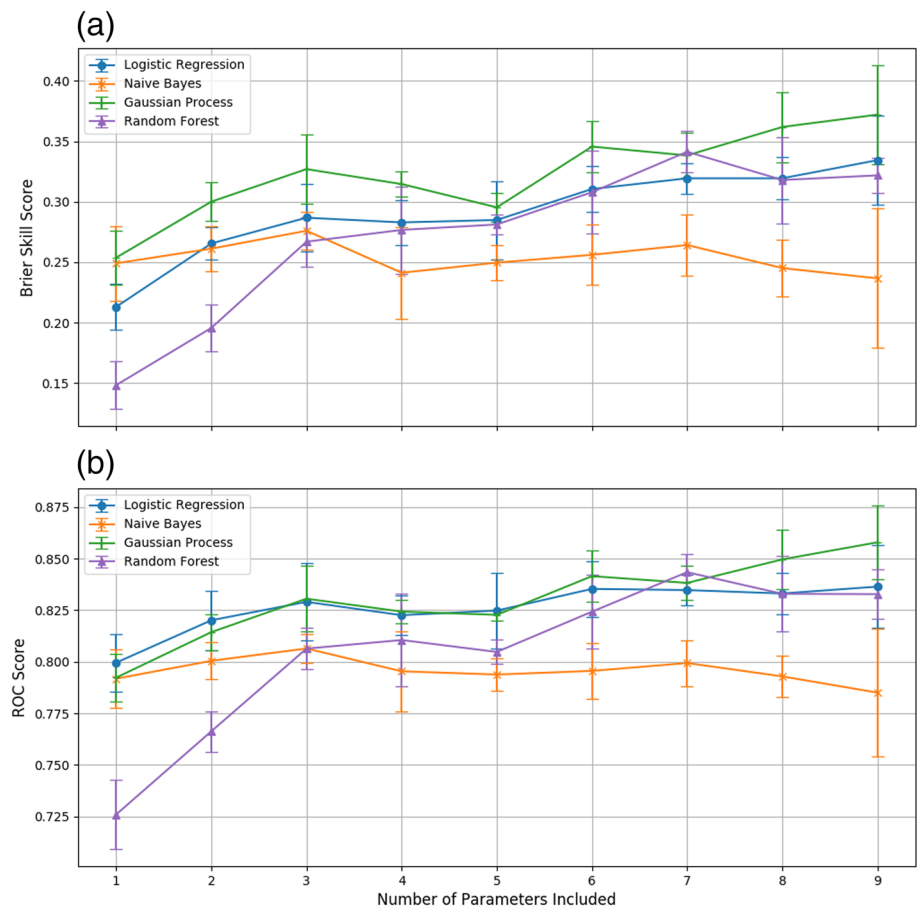 (a)
Logistic Regression
Naive Bayes
Gaussian Process
Random Forest
0.40
0.35
0.30
0.25
0.20
0.15
Brier Skill Score
(b)
Logistic Regression
Naive Bayes
Gaussian Process
Random Forest
0.875
0.850
0.825
0.800
0.775
0.750
0.725
ROC Score
1 2 3 4 5 6 7 8 9
Number of Parameters Included